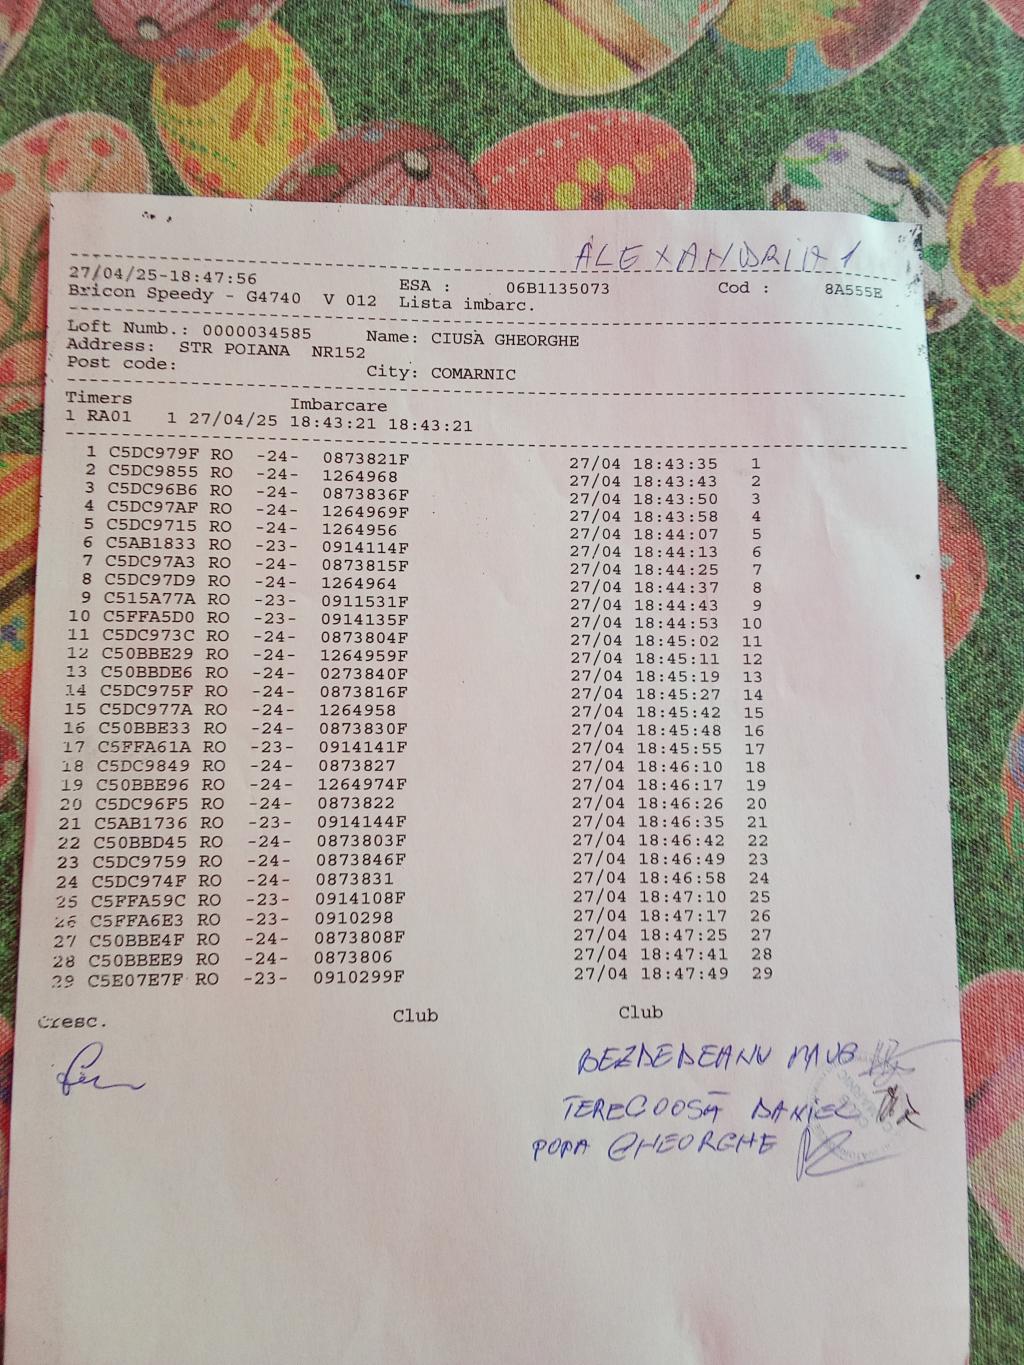 ALEXANDRIA 1
27/04/25-18:47:56 ESA : 06B1135073 Cod : 8A555E
Bricon Speedy - G4740 V 012 Lista imbarc.
Loft Numb.: 0000034585 Name: CIUSA GHEORGHE
Address: STR POIANA NR152
Post code: City: COMARNIC
Timers Imbarcare
1 RA01 1 27/04/25 18:43:21 18:43:21
1 C5DC979F RO -24- 0873821F 27/04 18:43:35 1
2 C5DC9855 RO -24- 1264968 27/04 18:43:43 2
3 C5DC96B6 RO -24- 0873836F 27/04 18:43:50 3
4 C5DC97AF RO -24- 1264969F 27/04 18:43:58 4
5 C5DC9715 RO -24- 1264956 27/04 18:44:07 5
6 C5AB1833 RO -23- 0914114F 27/04 18:44:13 6
7 C5DC97A3 RO -24- 0873815F 27/04 18:44:25 7
8 C5DC97D9 RO -24- 1264964 27/04 18:44:37 8
9 C515A77A RO -23- 0911531F 27/04 18:44:43 9
10 C5FFA5D0 RO -23- 0914135F 27/04 18:44:53 10
11 C5DC973C RO -24- 0873804F 27/04 18:45:02 11
12 C50BBE29 RO -24- 1264959F 27/04 18:45:11 12
13 C50BBDE6 RO -24- 0273840F 27/04 18:45:19 13
14 C5DC975F RO -24- 0873816F 27/04 18:45:27 14
15 C5DC977A RO -24- 1264958 27/04 18:45:42 15
16 C50BBE33 RO -24- 0873830F 27/04 18:45:48 16
17 C5FFA61A RO -23- 0914141F 27/04 18:45:55 17
18 C5DC9849 RO -24- 0873827 27/04 18:46:10 18
19 C50BBE96 RO -24- 1264974F 27/04 18:46:17 19
20 C5DC96F5 RO -24- 0873822 27/04 18:46:26 20
21 C5AB1736 RO -23- 0914144F 27/04 18:46:35 21
22 C50BBD45 RO -24- 0873803F 27/04 18:46:42 22
23 C5DC9759 RO -24- 0873846F 27/04 18:46:49 23
24 C5DC974F RO -24- 0873831 27/04 18:46:58 24
25 C5FFA59C RO -23- 0914108F 27/04 18:47:10 25
26 C5FFA6E3 RO -23- 0910298 27/04 18:47:17 26
27 C50BBE4F RO -24- 0873808F 27/04 18:47:25 27
28 C50BBEE9 RO -24- 0873806 27/04 18:47:41 28
29 C5E07E7F RO -23- 0910299F 27/04 18:47:49 29
Cresc. Club Club
BEZDEDEANU
DANIEL
POPA GHEORGHE